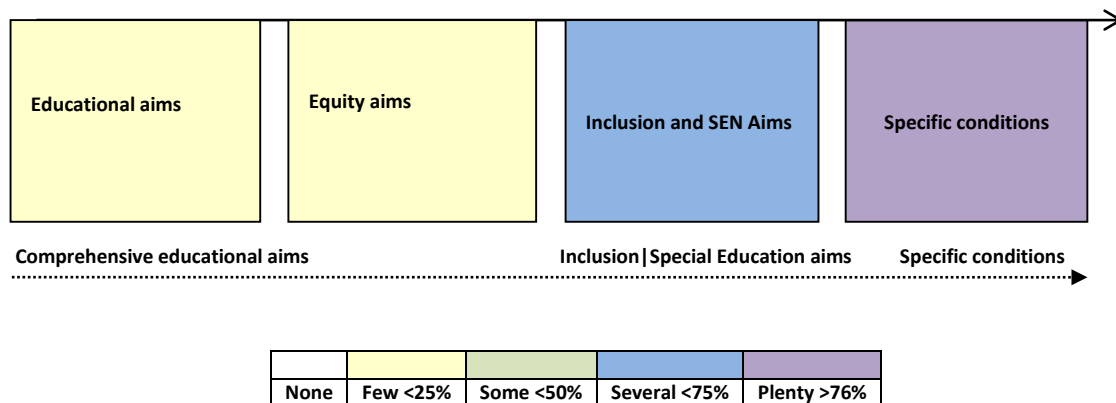 Educational aims
Equity aims
Inclusion and SEN Aims
Specific conditions
Comprehensive educational aims
Inclusion|Special Education aims
Specific conditions
None
Few <25%
Some <50%
Several <75%
Plenty >76%